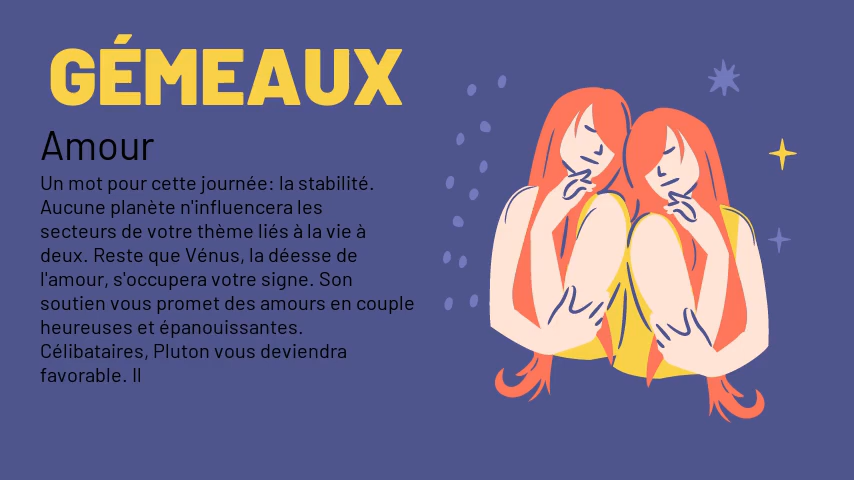 GÉMEAUX
Amour
Un mot pour cette journée: la stabilité.
Aucune planète n'influencera les
secteurs de votre thème liés à la vie à
deux. Reste que Vénus, la déesse de
l'amour, s'occupera votre signe. Son
soutien vous promet des amours en couple
heureuses et épanouissantes.
Célibataires, Pluton vous deviendra
favorable. Il